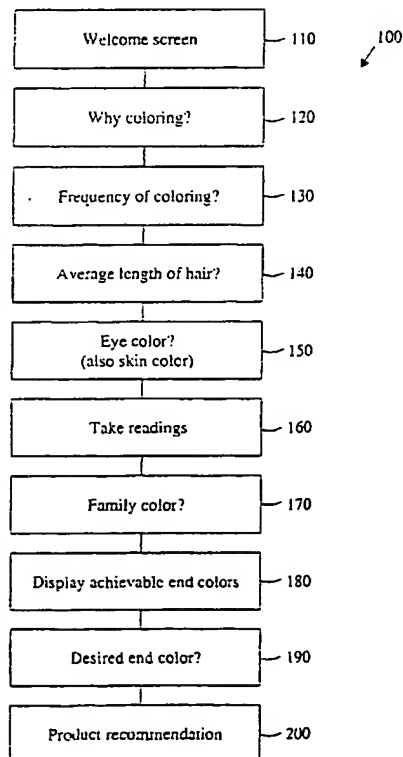 Welcome screen 110
100
Why coloring? 120
Frequency of coloring? 130
Average length of hair? 140
Eye color?
(also skin color) 150
Take readings 160
Family color? 170
Display achievable end colors 180
Desired end color? 190
Product recommendation 200